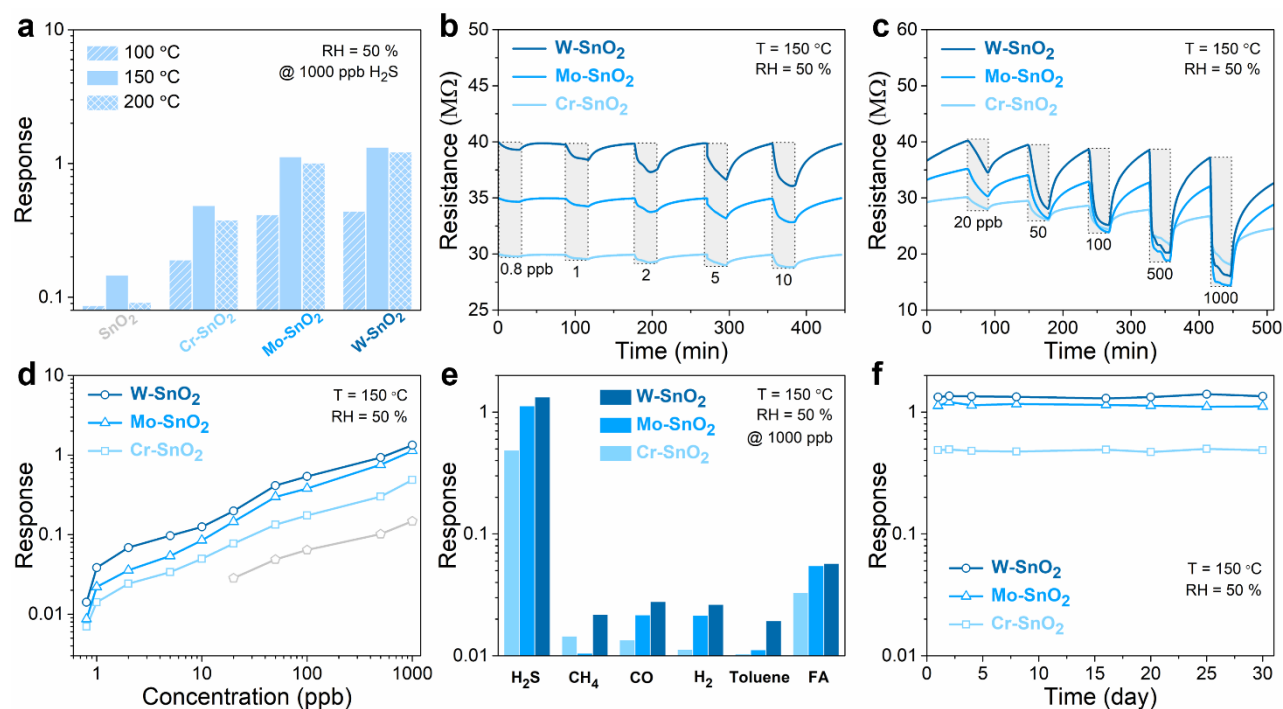 a
10
1
0.1
Response
100 °C
150 °C
200 °C
RH = 50 %
@ 1000 ppb H₂S
SnO₂
Cr-SnO₂
Mo-SnO₂
W-SnO₂
b
50
45
40
35
30
25
Resistance (MΩ)
W-SnO₂
Mo-SnO₂
Cr-SnO₂
T = 150 °C
RH = 50 %
0.8 ppb
1
2
5
10
0
100
200
300
400
Time (min)
c
60
50
40
30
20
10
Resistance (MΩ)
W-SnO₂
Mo-SnO₂
Cr-SnO₂
T = 150 °C
RH = 50 %
20 ppb
50
100
500
1000
0
100
200
300
400
500
Time (min)
d
10
1
0.1
0.01
Response
W-SnO₂
Mo-SnO₂
Cr-SnO₂
T = 150 °C
RH = 50 %
1
10
100
1000
Concentration (ppb)
e
1
0.1
0.01
Response
T = 150 °C
RH = 50 %
@ 1000 ppb
W-SnO₂
Mo-SnO₂
Cr-SnO₂
H₂S
CH₄
CO
H₂
Toluene
FA
f
1
0.1
0.01
Response
W-SnO₂
Mo-SnO₂
Cr-SnO₂
T = 150 °C
RH = 50 %
0
5
10
15
20
25
30
Time (day)